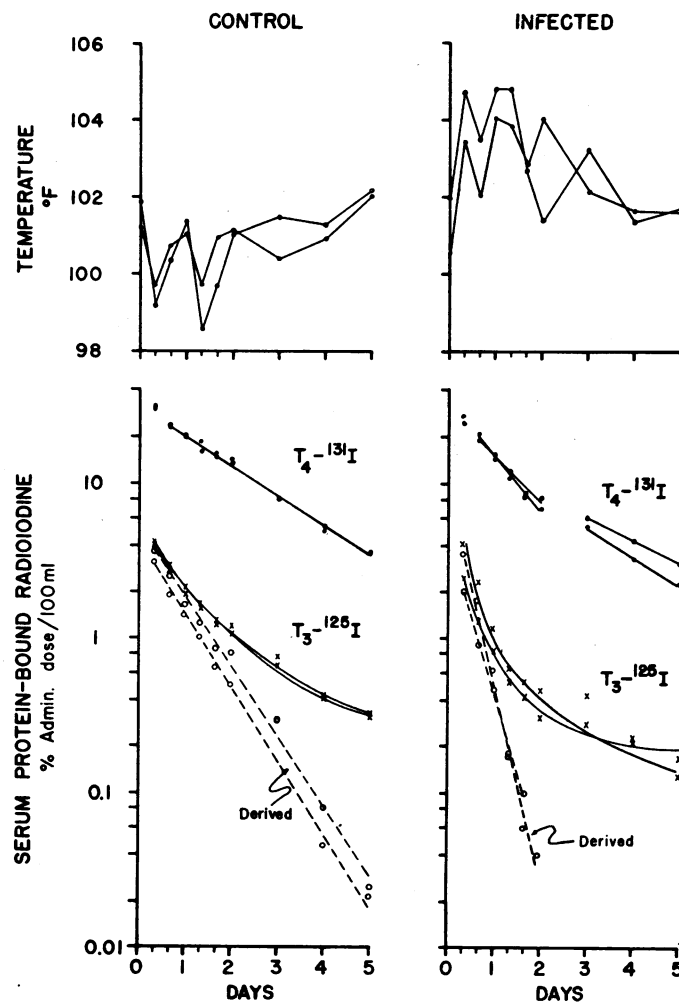 CONTROL
INFECTED
TEMPERATURE
°F
106
104
102
100
98
SERUM PROTEIN-BOUND RADIOIODINE
% Admin. dose/100ml
10
1
0.1
0.01
T4-131I
T3-125I
Derived
T4-131I
T3-125I
Derived
0 1 2 3 4 5
DAYS
0 1 2 3 4 5
DAYS